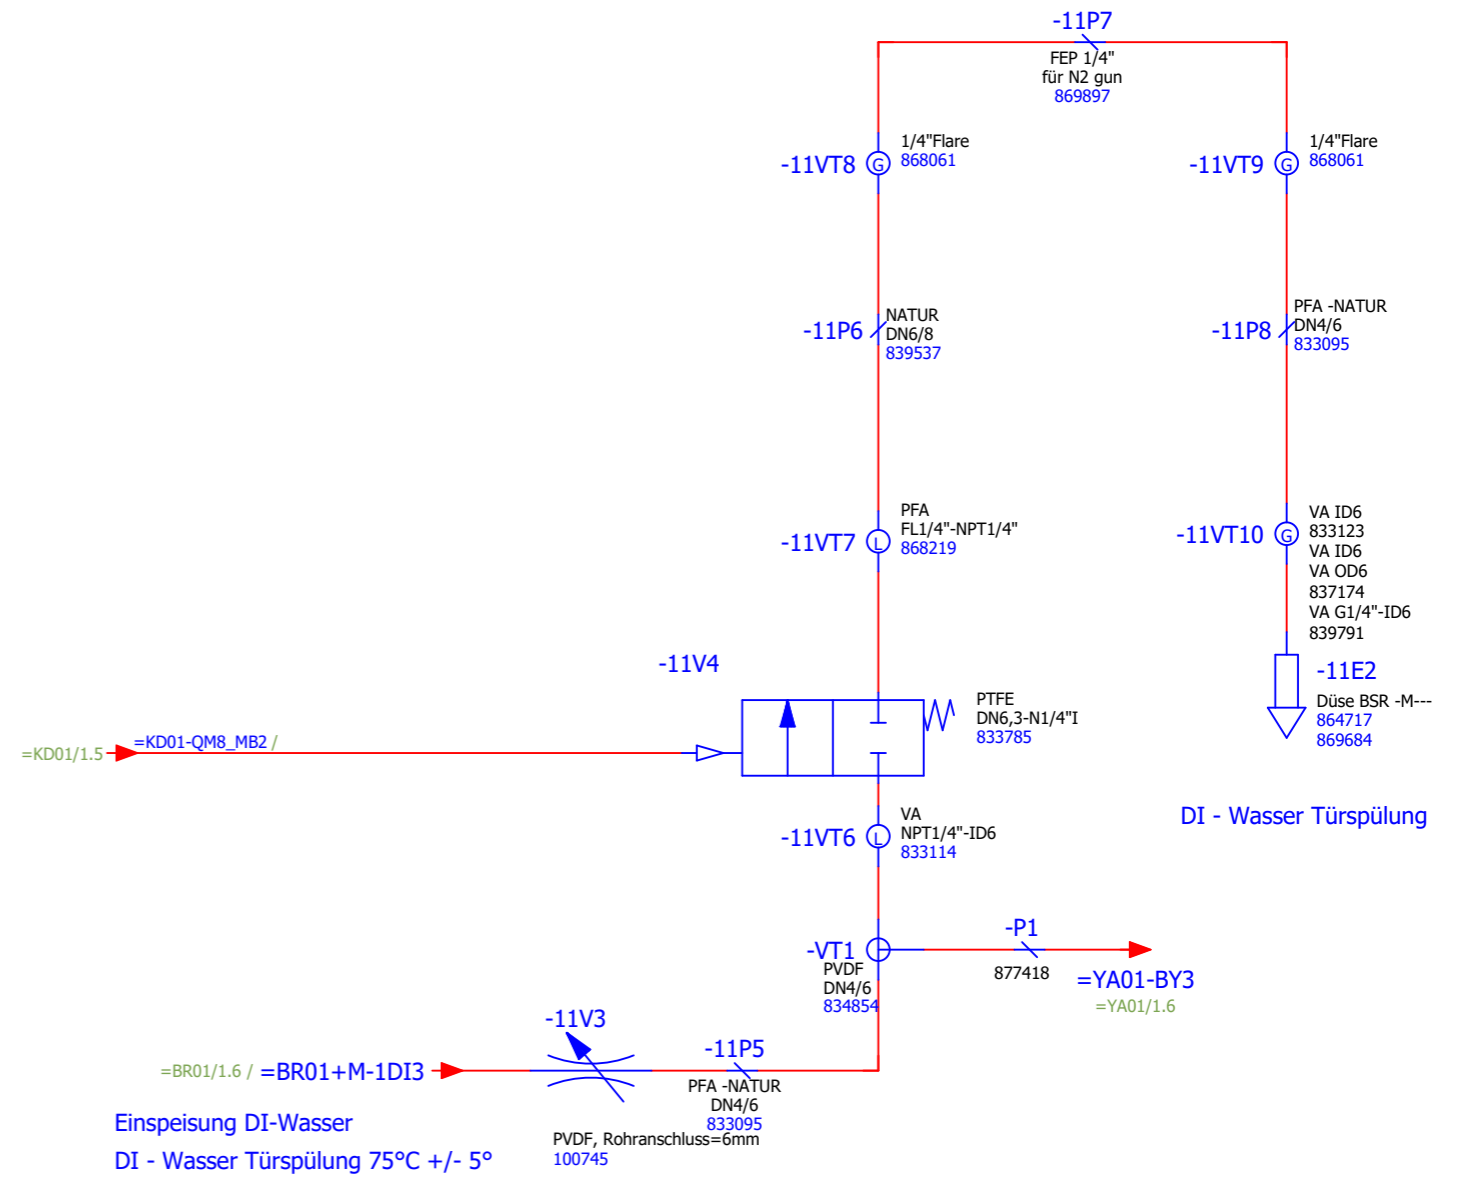 -11P7
FEP 1/4"
für N2 gun
869897
-11VT8
G
1/4"Flare
868061
-11VT9
G
1/4"Flare
868061
-11P6
NATUR
DN6/8
839537
-11P8
PFA -NATUR
DN4/6
833095
-11VT7
L
PFA
FL1/4"-NPT1/4"
868219
-11VT10
G
VA ID6
833123
VA ID6
VA OD6
837174
VA G1/4"-ID6
839791
-11V4
PTFE
DN6,3-N1/4"I
833785
-11E2
Düse BSR -M---
864717
869684
=KD01/1.5
=KD01-QM8_MB2 /
DI - Wasser Türspülung
-11VT6
L
VA
NPT1/4"-ID6
833114
-VT1
PVDF
DN4/6
834854
-P1
877418
=YA01-BY3
=YA01/1.6
-11V3
-11P5
=BR01/1.6 / =BR01+M-1DI3
PFA -NATUR
DN4/6
833095
Einspeisung DI-Wasser
DI - Wasser Türspülung 75°C +/- 5°
PVDF, Rohranschluss=6mm
100745